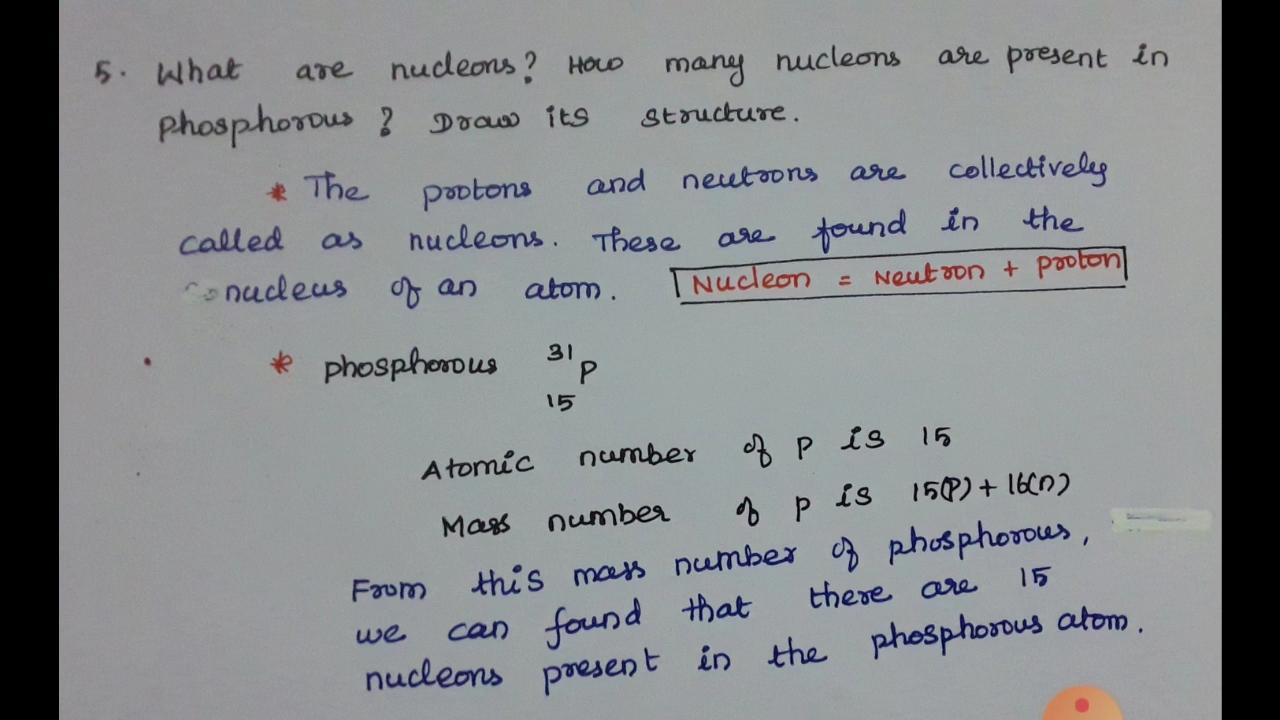 5. What are nucleons? How many nucleons are present in
phosphorous? Draw its structure.
* The protons and neutrons are collectively
called as nucleons. These are found in the
nucleus of an atom. Nucleon = Neutron + proton
* phosphorous 31
P
15
Atomic number of P is 15
Mass number of P is 15(P) + 16(n)
From this mass number of phosphorous,
we can found that there are 15
nucleons present in the phosphorous atom.